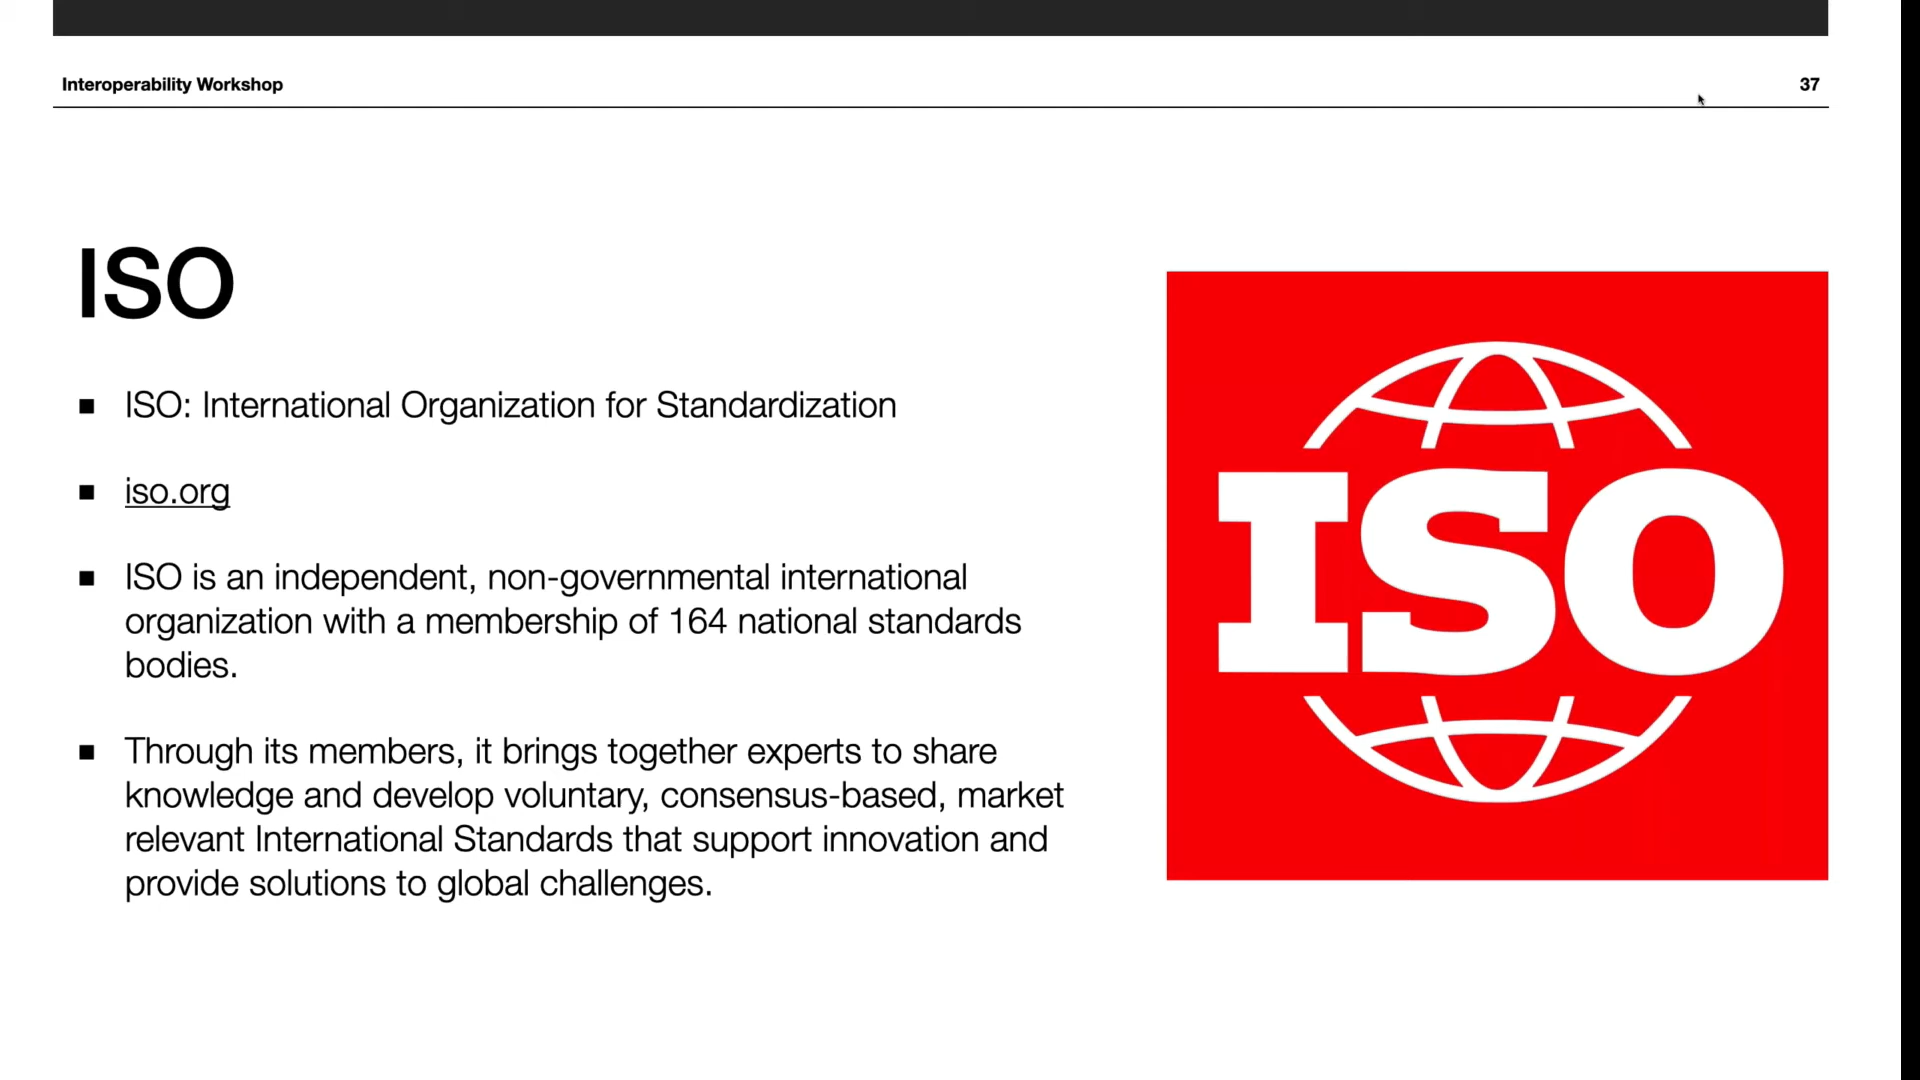 Interoperability Workshop
37
ISO
■ ISO: International Organization for Standardization
■ iso.org
■ ISO is an independent, non-governmental international
organization with a membership of 164 national standards
bodies.
■ Through its members, it brings together experts to share
knowledge and develop voluntary, consensus-based, market
relevant International Standards that support innovation and
provide solutions to global challenges.
ISO